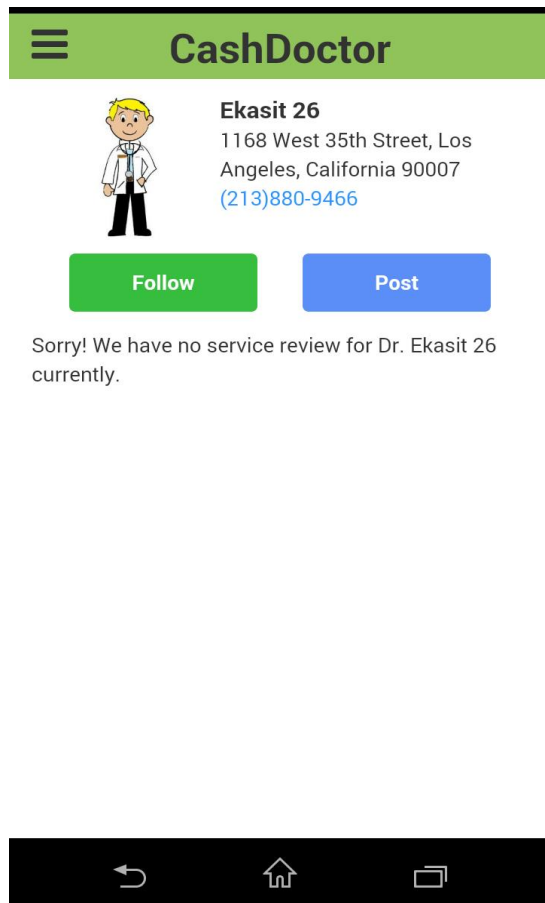 CashDoctor
Ekasit 26
1168 West 35th Street, Los
Angeles, California 90007
(213)880-9466
Follow
Post
Sorry! We have no service review for Dr. Ekasit 26
currently.